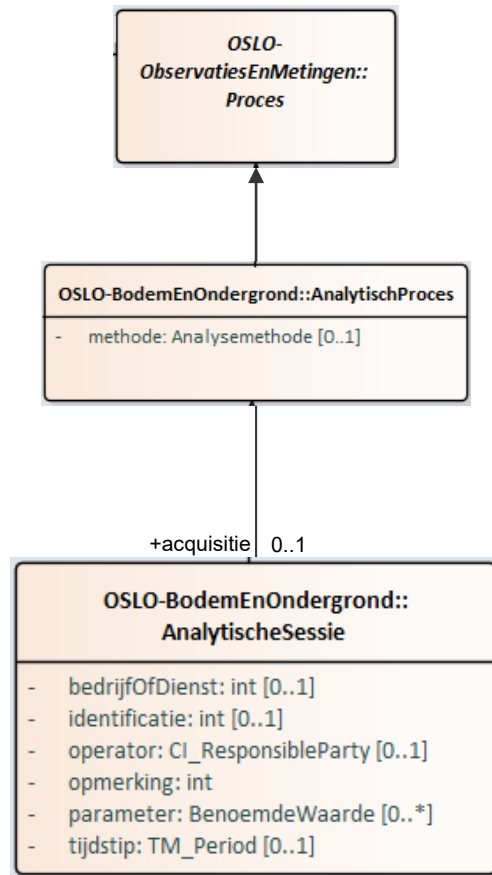 OSLO-
ObservatiesEnMetingen::
Proces
OSLO-BodemEnOndergrond::AnalytischProces
- methode: Analysemethode [0..1]
+acquisitie 0..1
OSLO-BodemEnOndergrond::
AnalytischeSessie
- bedrijfOfDienst: int [0..1]
- identificatie: int [0..1]
- operator: CI_ResponsibleParty [0..1]
- opmerking: int
- parameter: BenoemdeWaarde [0..*]
- tijdstip: TM_Period [0..1]